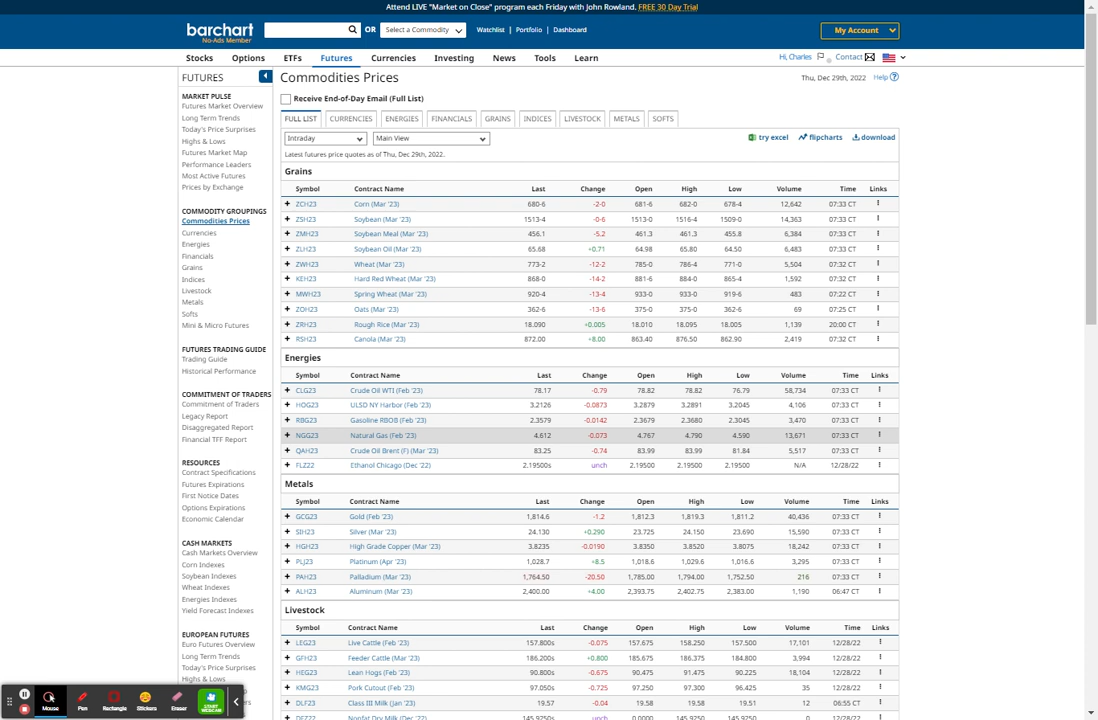 Attend LIVE "Market on Close" program each Friday with John Rowland. FREE 30 Day Trial
barchart OR Select a Commodity Watchlist | Portfolio | Dashboard My Account
No-Ads Member
Stocks Options ETFs Futures Currencies Investing News Tools Learn Hi, Charles Contact
FUTURES
Commodities Prices
Thu, Dec 29th, 2022 Help
Receive End-of-Day Email (Full List)
FULL LIST CURRENCIES ENERGIES FINANCIALS GRAINS INDICES LIVESTOCK METALS SOFTS
Intraday Main View try excel flipcharts download
Latest futures price quotes as of Thu, Dec 29th, 2022.
MARKET PULSE
Futures Market Overview
Long Term Trends
Today's Price Surprises
Highs & Lows
Futures Market Map
Performance Leaders
Most Active Futures
Prices by Exchange
COMMODITY GROUPINGS
Commodities Prices
Currencies
Energies
Financials
Grains
Indices
Livestock
Metals
Softs
Mini & Micro Futures
FUTURES TRADING GUIDE
Trading Guide
Historical Performance
COMMITMENT OF TRADERS
Commitment of Traders
Legacy Report
Disaggregated Report
Financial TFF Report
RESOURCES
Contract Specifications
Futures Expirations
First Notice Dates
Options Expirations
Economic Calendar
CASH MARKETS
Cash Markets Overview
Corn Indexes
Soybean Indexes
Wheat Indexes
Energies Indexes
Yield Forecast Indexes
EUROPEAN FUTURES
Euro Futures Overview
Long Term Trends
Today's Price Surprises
Highs & Lows
Grains
Symbol Contract Name Last Change Open High Low Volume Time Links
+ ZCH23 Corn (Mar '23) 680-6 -2-0 681-6 682-0 678-4 12,642 07:33 CT
+ ZSH23 Soybean (Mar '23) 1513-4 -0-6 1513-0 1516-4 1509-0 14,363 07:33 CT
+ ZMH23 Soybean Meal (Mar '23) 456.1 -5.2 461.3 461.3 455.8 6,384 07:33 CT
+ ZLH23 Soybean Oil (Mar '23) 65.68 +0.71 64.98 65.80 64.50 6,483 07:33 CT
+ ZWH23 Wheat (Mar '23) 773-2 -12-2 785-0 786-4 771-0 5,504 07:32 CT
+ KEH23 Hard Red Wheat (Mar '23) 868-0 -14-2 881-6 884-0 865-4 1,592 07:32 CT
+ MWH23 Spring Wheat (Mar '23) 920-4 -13-4 933-0 933-0 919-6 483 07:22 CT
+ ZOH23 Oats (Mar '23) 362-6 -13-6 375-0 375-0 362-6 69 07:25 CT
+ ZRH23 Rough Rice (Mar '23) 18.090 +0.005 18.010 18.095 18.005 1,139 20:00 CT
+ RSH23 Canola (Mar '23) 872.00 +8.00 863.40 876.50 862.90 2,419 07:32 CT
Energies
Symbol Contract Name Last Change Open High Low Volume Time Links
+ CLG23 Crude Oil WTI (Feb '23) 78.17 -0.79 78.82 78.82 76.79 58,734 07:33 CT
+ HOG23 ULSD NY Harbor (Feb '23) 3.2126 -0.0873 3.2879 3.2891 3.2045 4,106 07:33 CT
+ RBG23 Gasoline RBOB (Feb '23) 2.3579 -0.0142 2.3679 2.3680 2.3045 3,470 07:33 CT
+ NGG23 Natural Gas (Feb '23) 4.612 -0.073 4.767 4.790 4.590 13,671 07:33 CT
+ QAH23 Crude Oil Brent (F) (Mar '23) 83.25 -0.74 83.99 83.99 81.84 5,517 07:33 CT
+ FLZ22 Ethanol Chicago (Dec '22) 2.19500s unch 2.19500 2.19500 2.19500 N/A 12/28/22
Metals
Symbol Contract Name Last Change Open High Low Volume Time Links
+ GCG23 Gold (Feb '23) 1,814.6 -1.2 1,812.3 1,819.3 1,811.2 40,436 07:33 CT
+ SIH23 Silver (Mar '23) 24.130 +0.290 23.725 24.150 23.690 15,590 07:33 CT
+ HGH23 High Grade Copper (Mar '23) 3.8235 -0.0190 3.8350 3.8520 3.8075 18,242 07:33 CT
+ PLJ23 Platinum (Apr '23) 1,028.7 +8.5 1,018.6 1,029.6 1,016.6 3,295 07:33 CT
+ PAH23 Palladium (Mar '23) 1,764.50 -20.50 1,785.00 1,794.00 1,752.50 216 07:33 CT
+ ALH23 Aluminum (Mar '23) 2,400.00 +4.00 2,393.75 2,402.75 2,383.00 1,190 06:47 CT
Livestock
Symbol Contract Name Last Change Open High Low Volume Time Links
+ LEG23 Live Cattle (Feb '23) 157.800s -0.075 157.675 158.250 157.500 17,101 12/28/22
+ GFH23 Feeder Cattle (Mar '23) 186.200s +0.800 185.675 186.375 184.800 3,994 12/28/22
+ HEG23 Lean Hogs (Feb '23) 90.800s -0.675 90.475 91.475 90.225 18,104 12/28/22
+ KMG23 Pork Cutout (Feb '23) 97.050s -0.725 97.250 97.300 96.425 35 12/28/22
+ DLF23 Class III Milk (Jan '23) 19.57 -0.04 19.58 19.58 19.51 12 06:55 CT
Mouse Pen Rectangle Stickers Eraser START WEBCAM